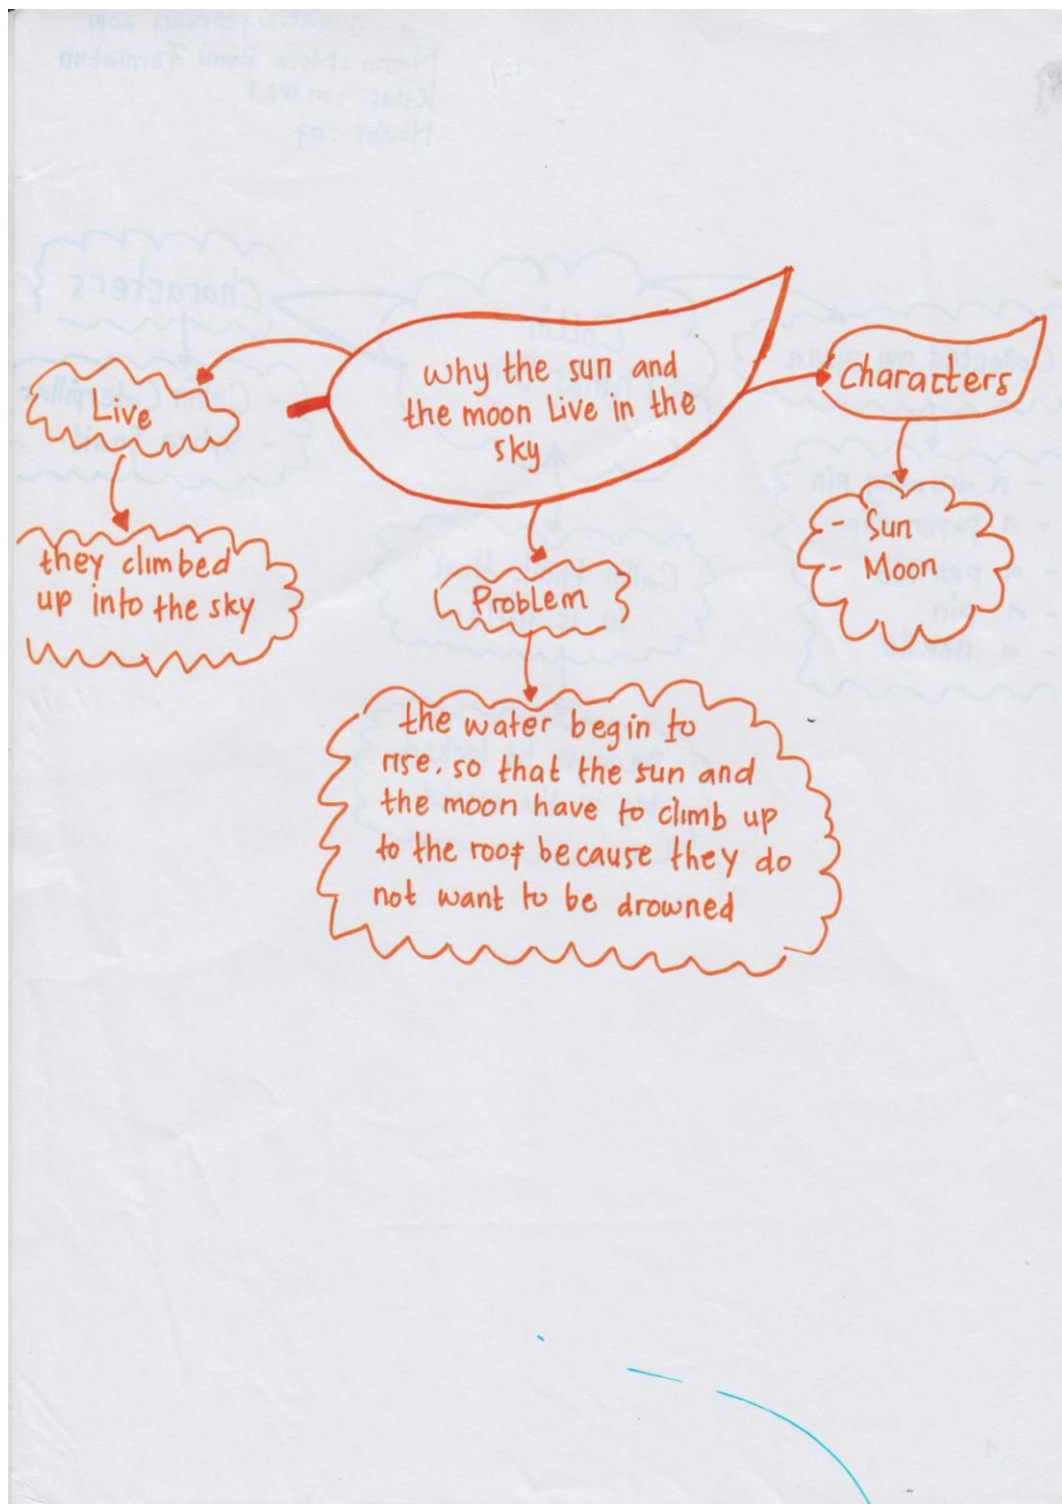 why the sun and
the moon Live in the
sky
Live
they climbed
up into the sky
Problem
the water begin to
rise. so that the sun and
the moon have to climb up
to the roof because they do
not want to be drowned
Characters
- Sun
- Moon